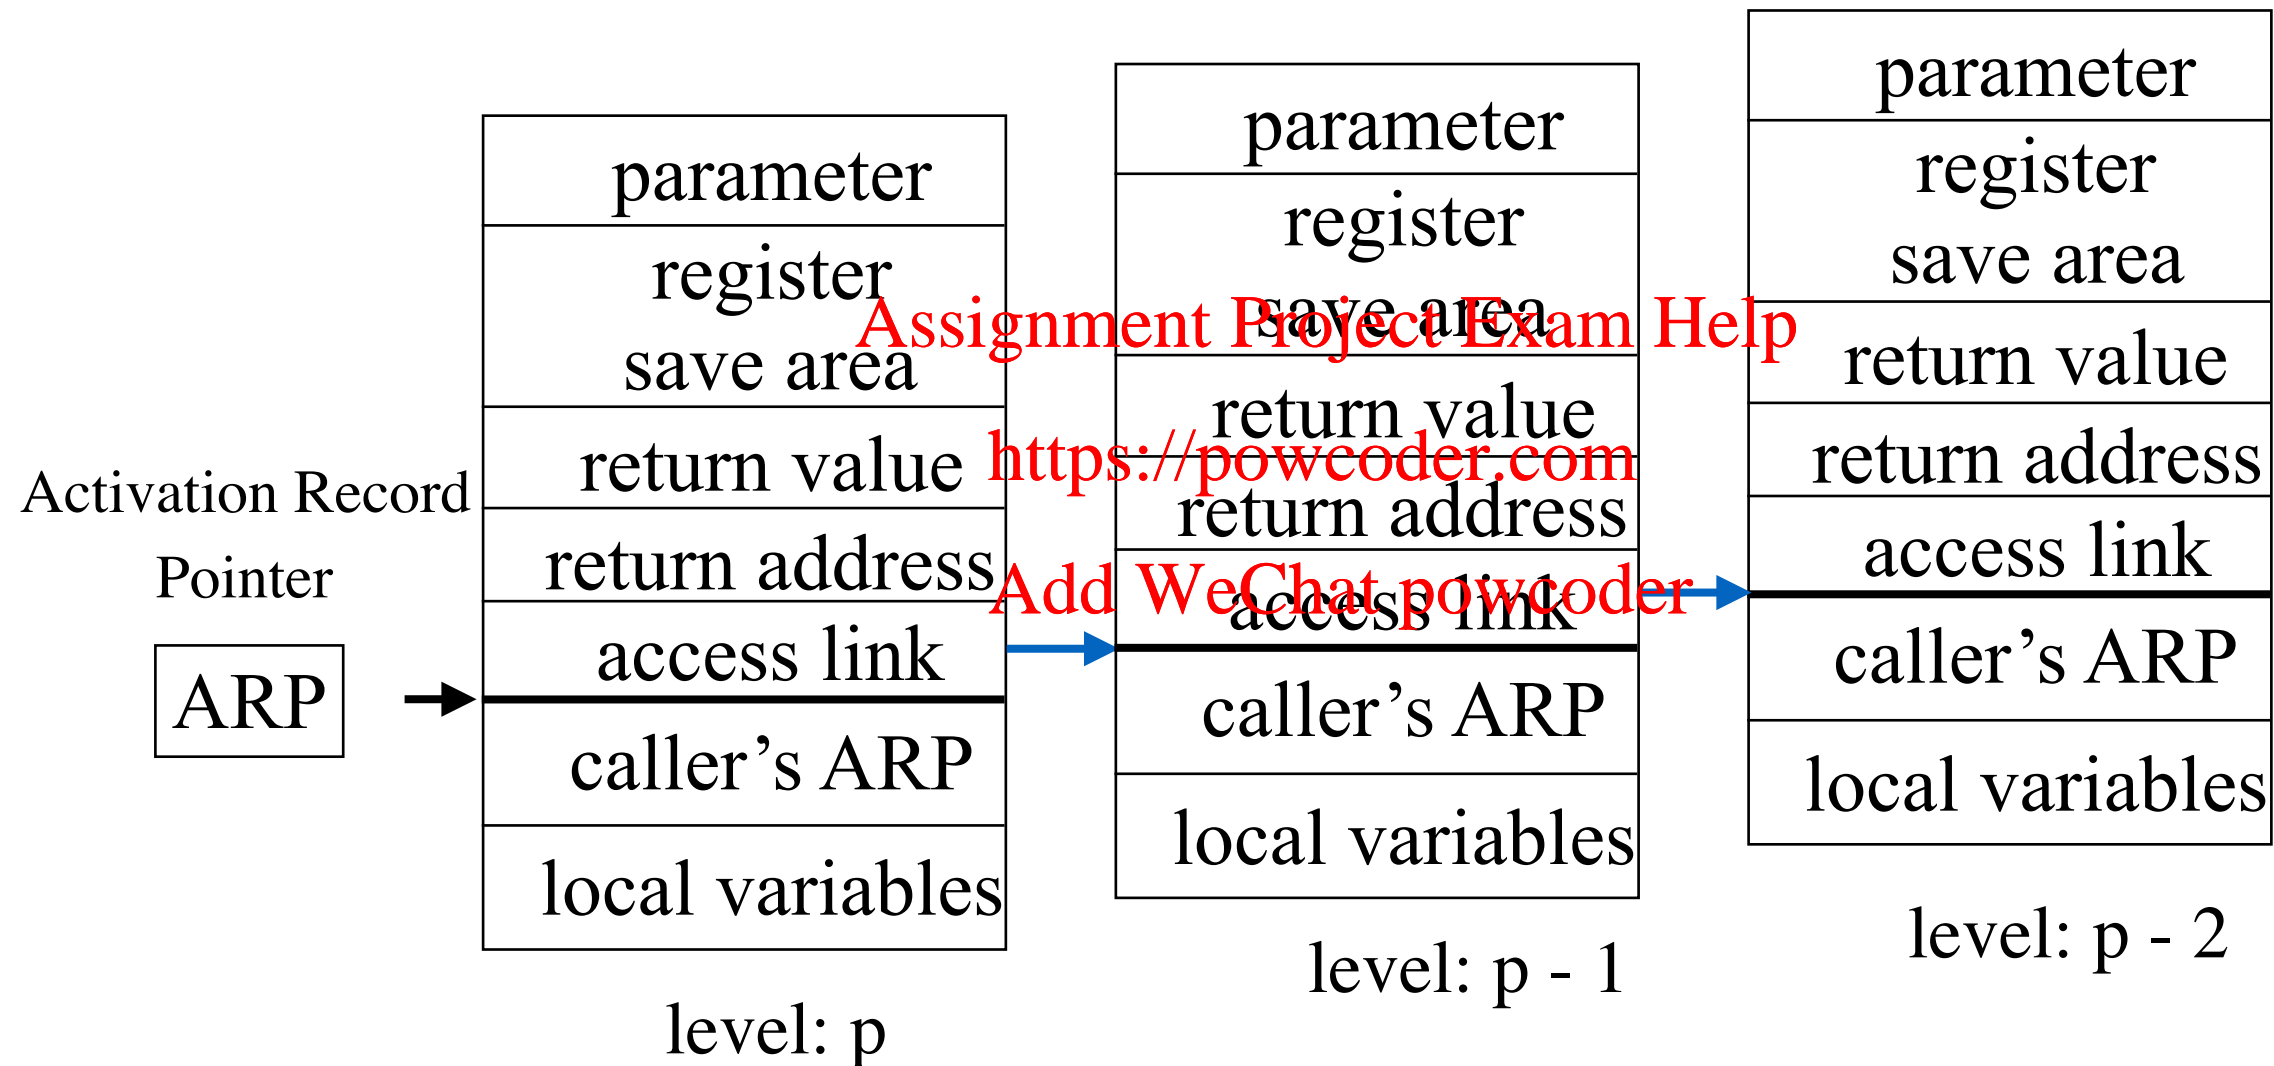 Activation Record
Pointer
ARP
parameter
register
save area
return value
return address
access link
caller’s ARP
local variables
level: p
parameter
register
save area
return value
return address
access link
caller’s ARP
local variables
level: p - 1
parameter
register
save area
return value
return address
access link
caller’s ARP
local variables
level: p - 2
Assignment Project Exam Help
https://powcoder.com
Add WeChat powcoder